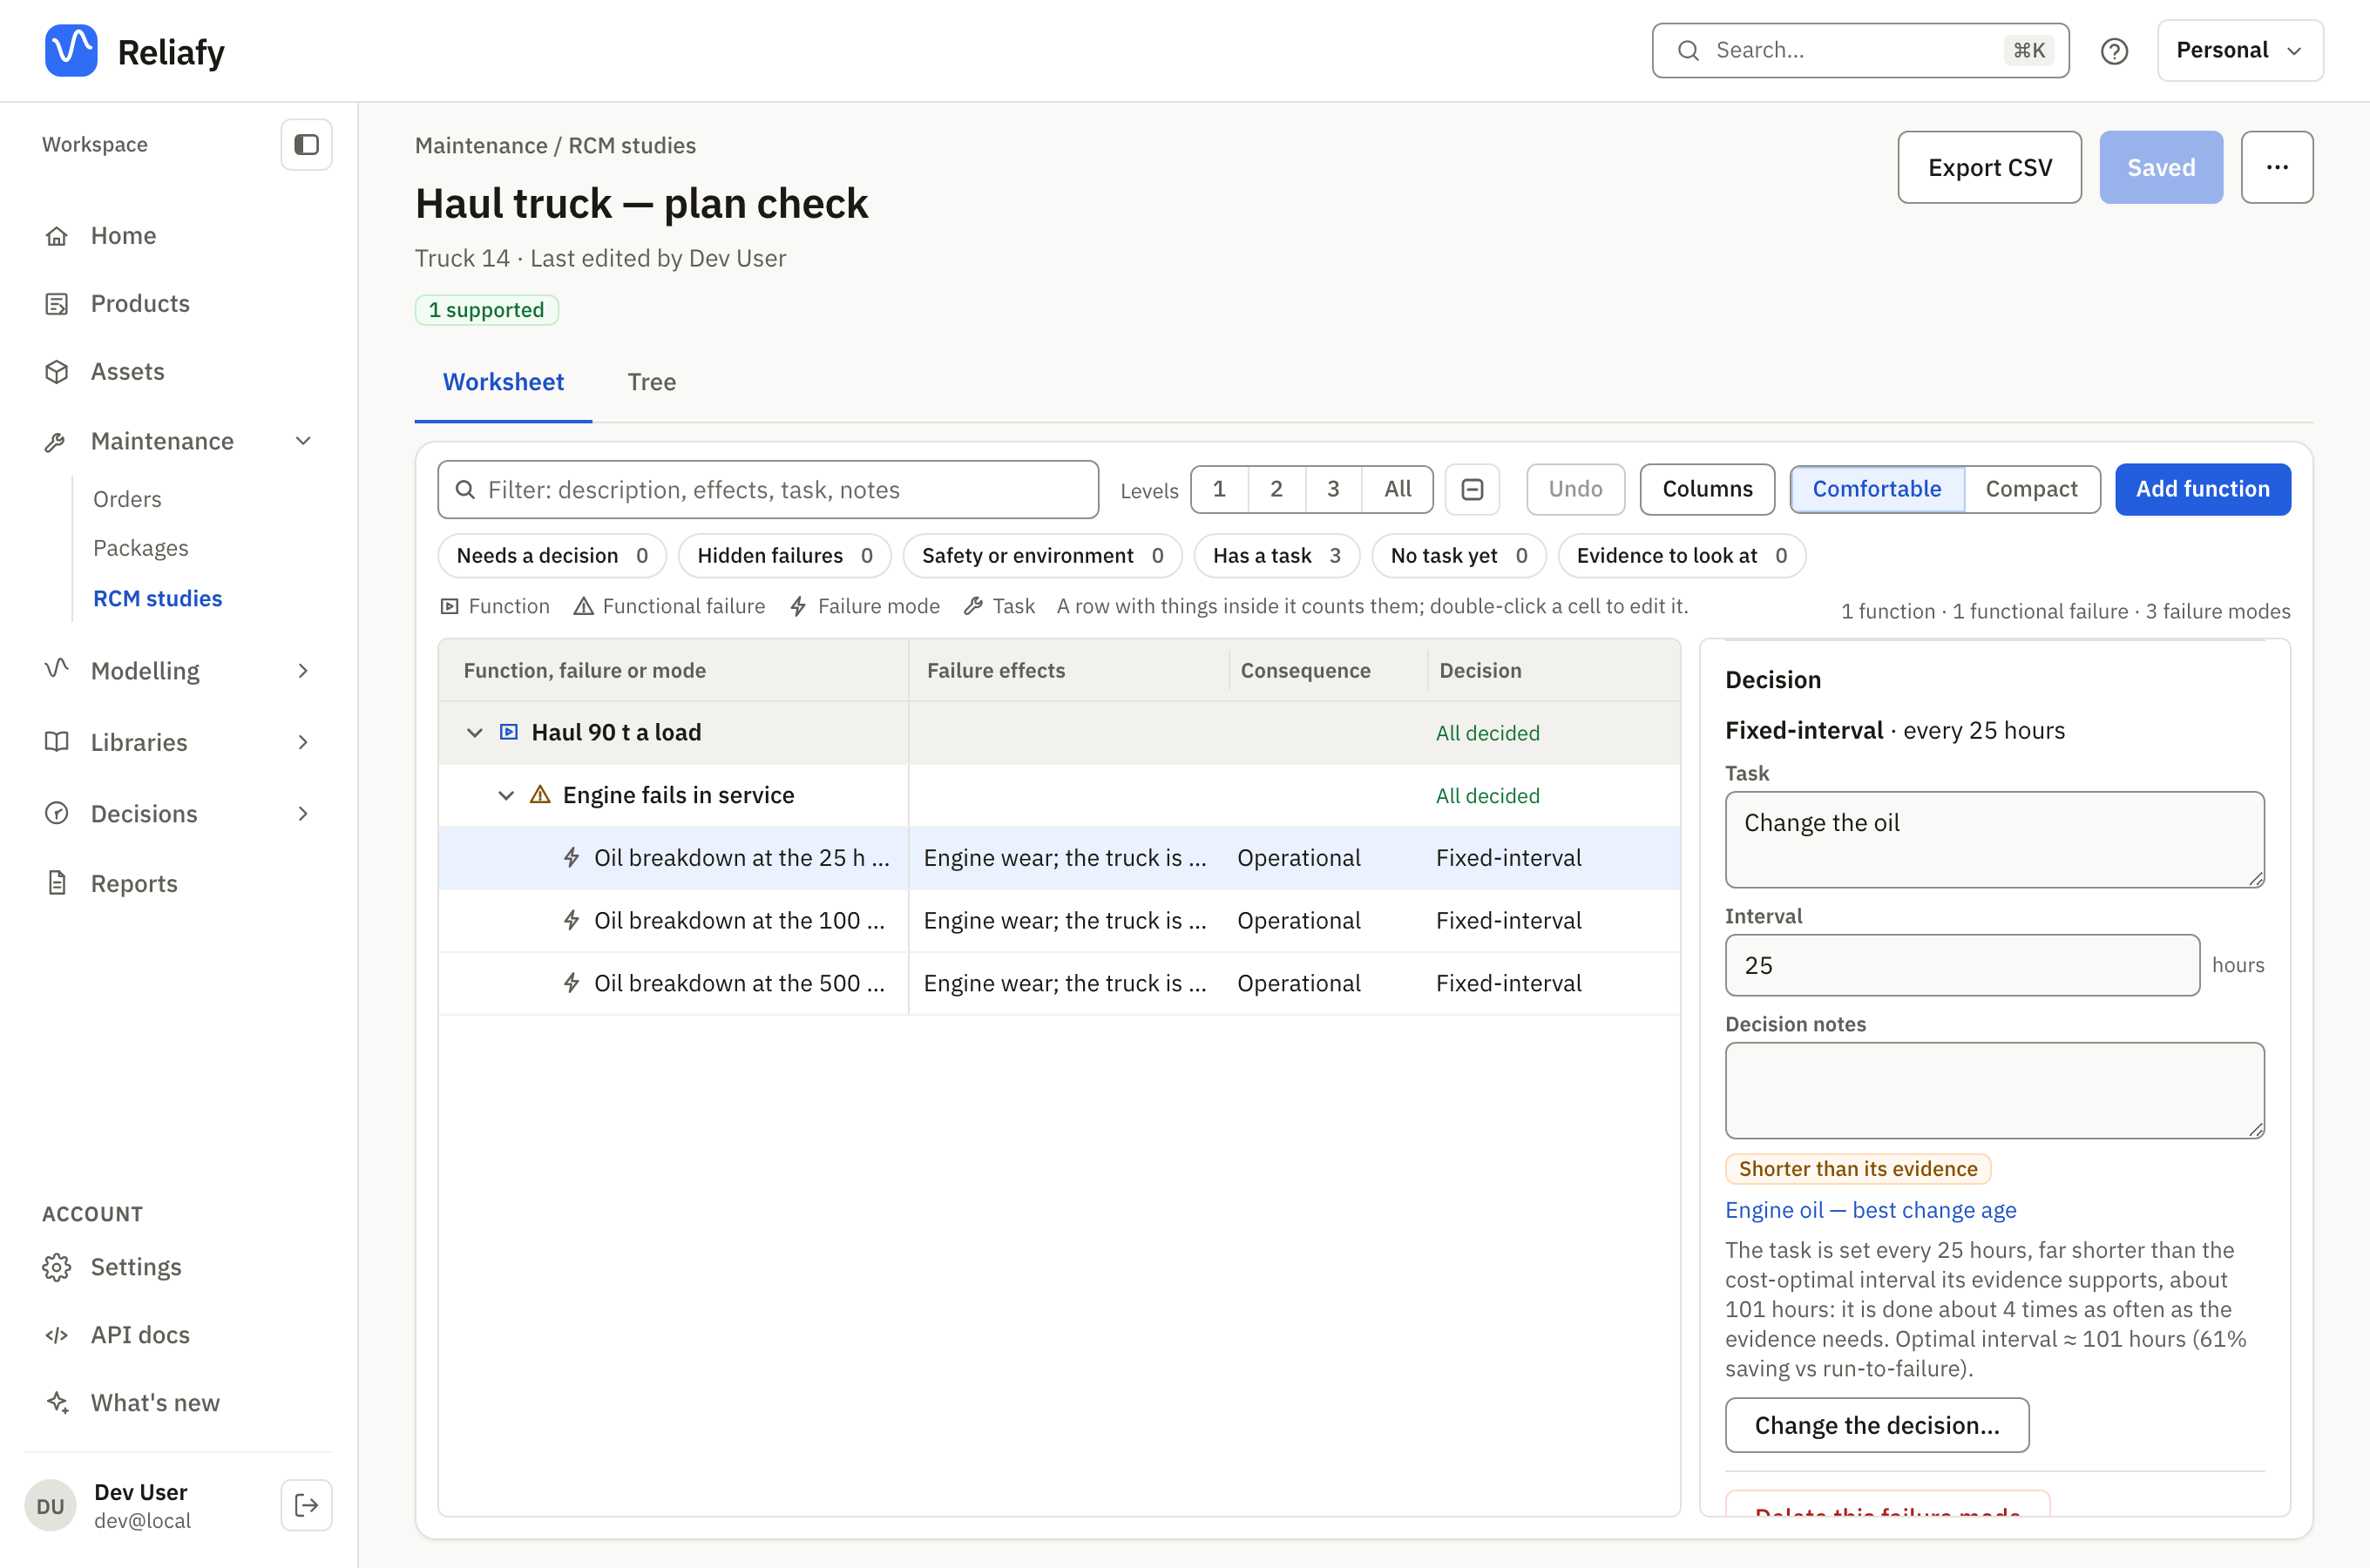 Reliafy
Search...
⌘K
Personal
Workspace
Home
Products
Assets
Maintenance
Orders
Packages
RCM studies
Modelling
Libraries
Decisions
Reports
ACCOUNT
Settings
API docs
What's new
DU
Dev User
dev@local
Maintenance / RCM studies
Haul truck — plan check
Truck 14 · Last edited by Dev User
1 supported
Export CSV
Saved
Worksheet
Tree
Filter: description, effects, task, notes
Levels
1
2
3
All
Undo
Columns
Comfortable
Compact
Add function
Needs a decision 0
Hidden failures 0
Safety or environment 0
Has a task 3
No task yet 0
Evidence to look at 0
Function
Functional failure
Failure mode
Task
A row with things inside it counts them; double-click a cell to edit it.
1 function · 1 functional failure · 3 failure modes
Function, failure or mode
Failure effects
Consequence
Decision
Haul 90 t a load
All decided
Engine fails in service
All decided
Oil breakdown at the 25 h ...
Engine wear; the truck is ...
Operational
Fixed-interval
Oil breakdown at the 100 ...
Engine wear; the truck is ...
Operational
Fixed-interval
Oil breakdown at the 500 ...
Engine wear; the truck is ...
Operational
Fixed-interval
Decision
Fixed-interval · every 25 hours
Task
Change the oil
Interval
25
hours
Decision notes
Shorter than its evidence
Engine oil — best change age
The task is set every 25 hours, far shorter than the
cost-optimal interval its evidence supports, about
101 hours: it is done about 4 times as often as the
evidence needs. Optimal interval ≈ 101 hours (61%
saving vs run-to-failure).
Change the decision...
Delete this failure mode